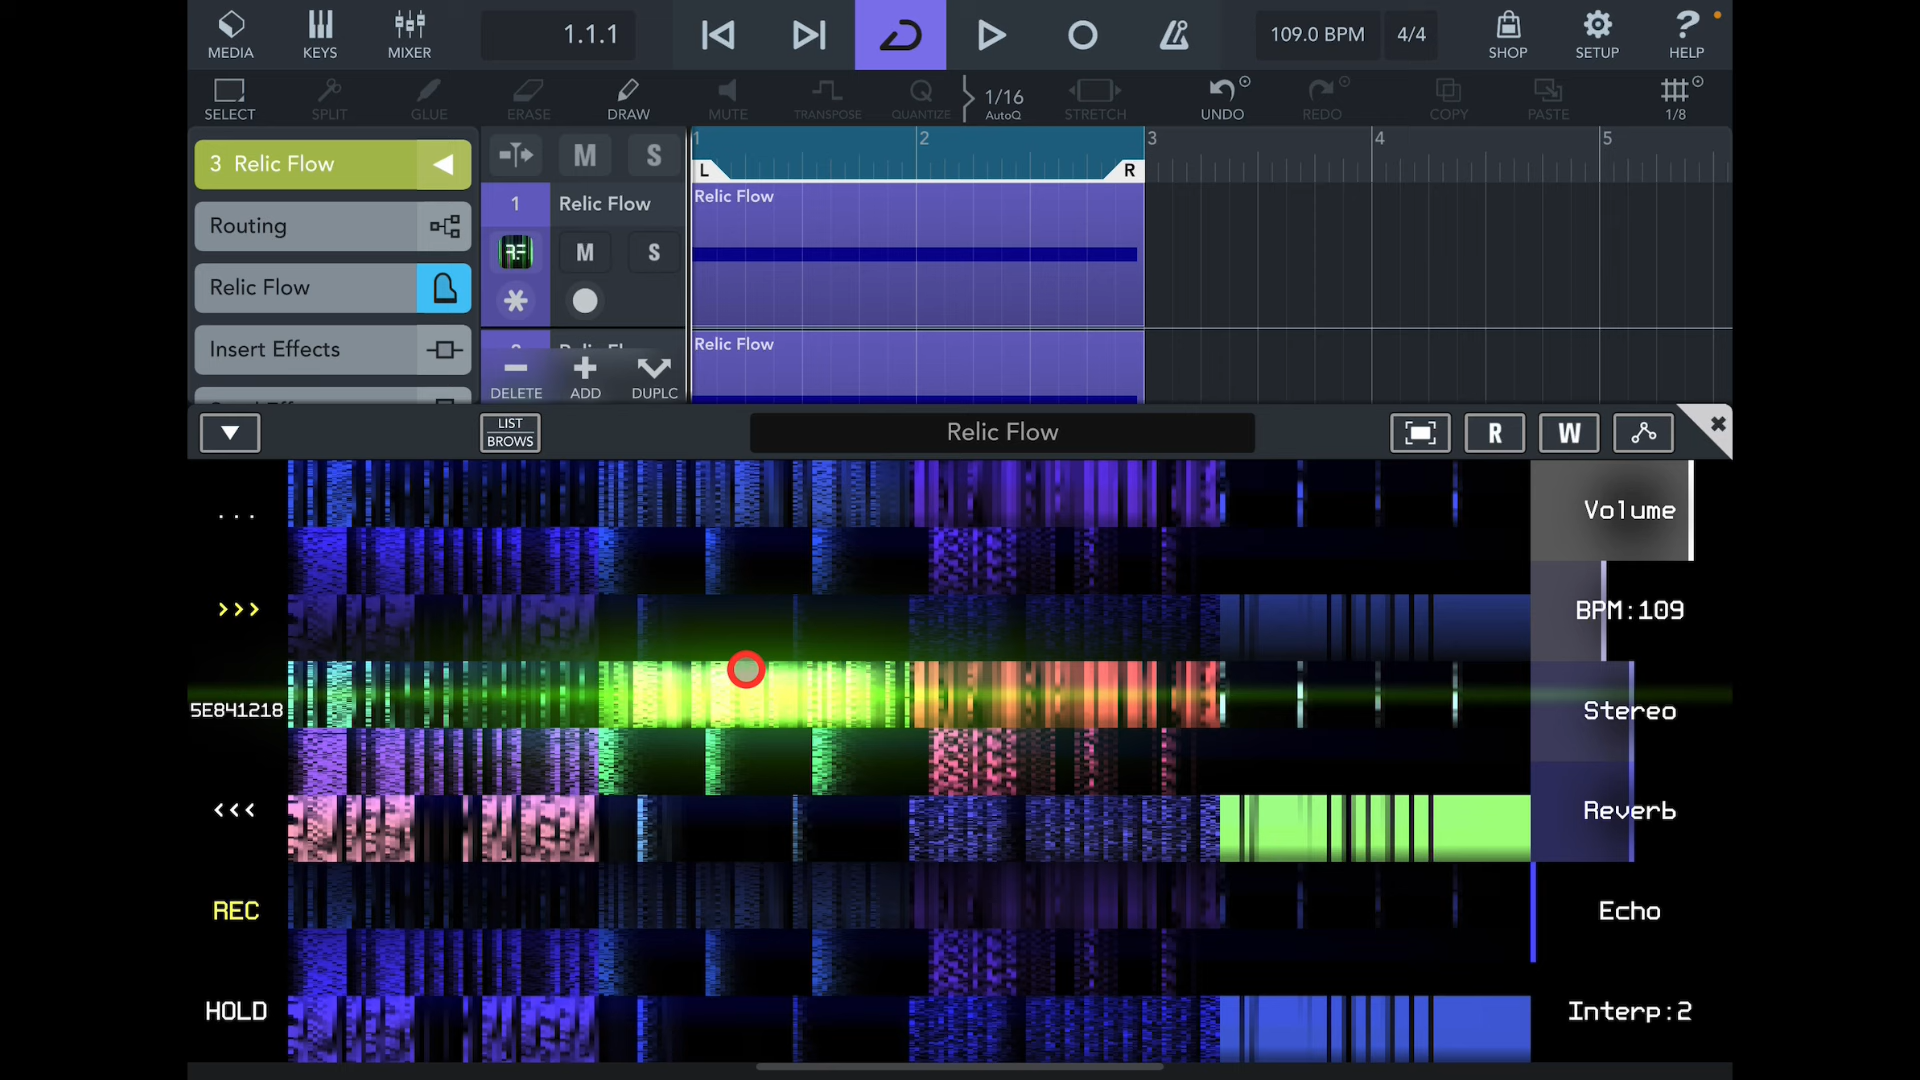 MEDIA
KEYS
MIXER
1.1.1
109.0 BPM
4/4
SHOP
SETUP
HELP
SELECT
SPLIT
GLUE
ERASE
DRAW
MUTE
TRANSPOSE
QUANTIZE
1/16
AutoQ
STRETCH
UNDO
REDO
COPY
PASTE
1/8
3 Relic Flow
Routing
Relic Flow
Insert Effects
M
S
1
Relic Flow
M
S
DELETE
ADD
DUPLC
1
2
3
4
5
L
R
Relic Flow
Relic Flow
LIST
BROWS
Relic Flow
R
W
...
>>>
5E841218
<<<
REC
HOLD
Volume
BPM:109
Stereo
Reverb
Echo
Interp:2